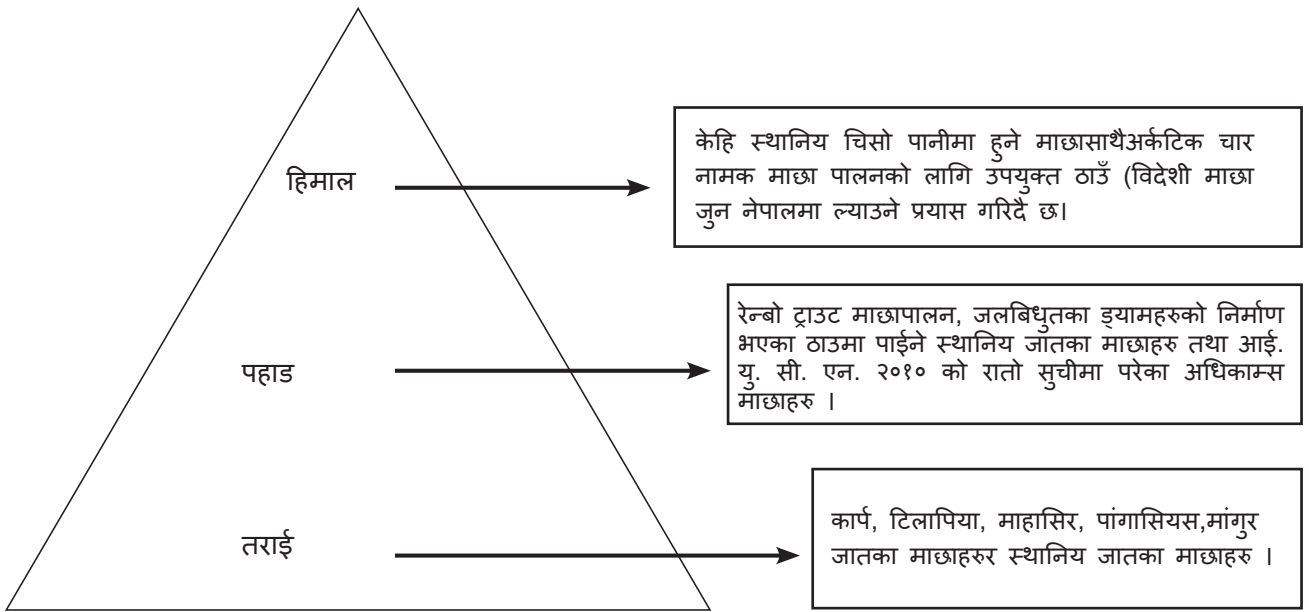 हिमाल
केहि स्थानिय चिसो पानीमा हुने माछासाथैअर्कटिक चार
नामक माछा पालनको लागि उपयुक्त ठाउँ (विदेशी माछा
जुन नेपालमा ल्याउने प्रयास गरिदै छ।
पहाड
रेन्बो ट्राउट माछापालन, जलबिधुतका ड्यामहरुको निर्माण
भएका ठाउमा पाईने स्थानिय जातका माछाहरु तथा आई.
यु. सी. एन. २०१० को रातो सुचीमा परेका अधिकाम्स
माछाहरु ।
तराई
कार्प, टिलापिया, माहासिर, पांगासियस,मांगुर
जातका माछाहरुर स्थानिय जातका माछाहरु ।